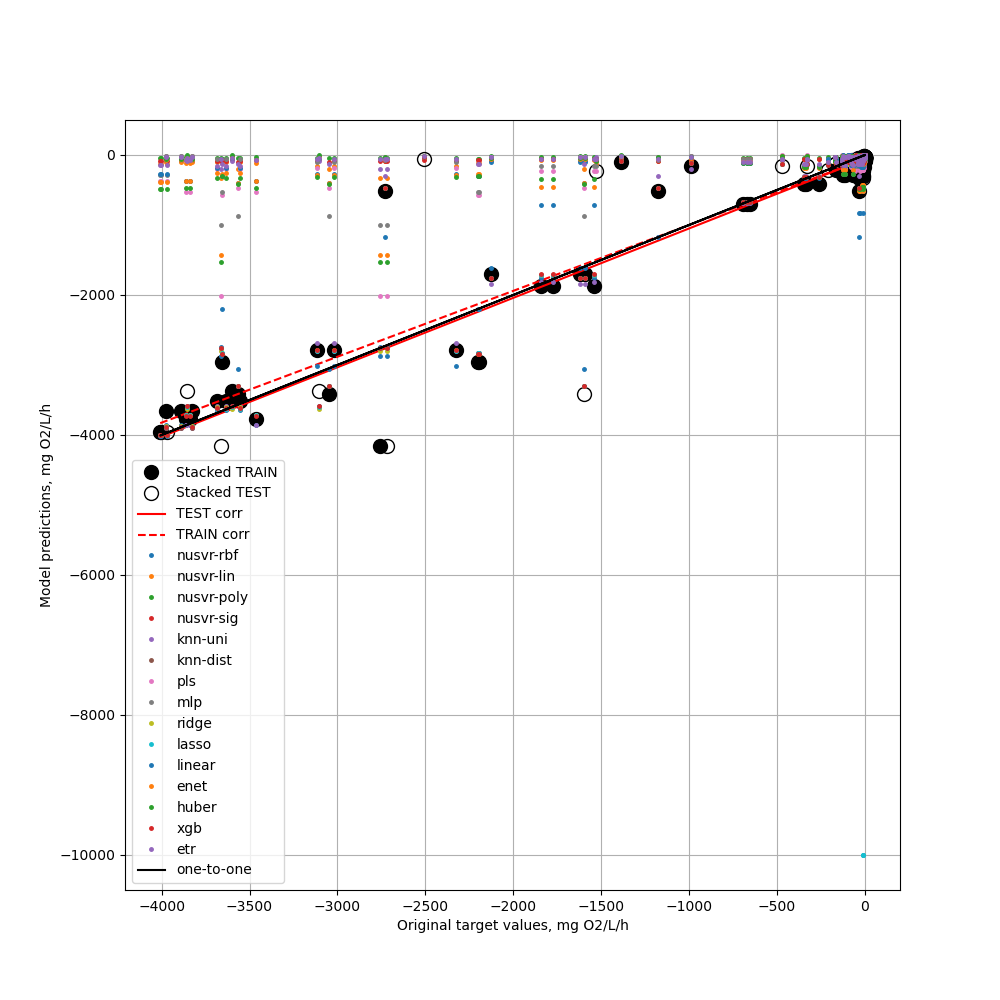 0
−2000
−4000
−6000
−8000
−10000
Model predictions, mg O2/L/h
Stacked TRAIN
Stacked TEST
TEST corr
TRAIN corr
nusvr-rbf
nusvr-lin
nusvr-poly
nusvr-sig
knn-uni
knn-dist
pls
mlp
ridge
lasso
linear
enet
huber
xgb
etr
one-to-one
−4000 −3500 −3000 −2500 −2000 −1500 −1000 −500 0
Original target values, mg O2/L/h